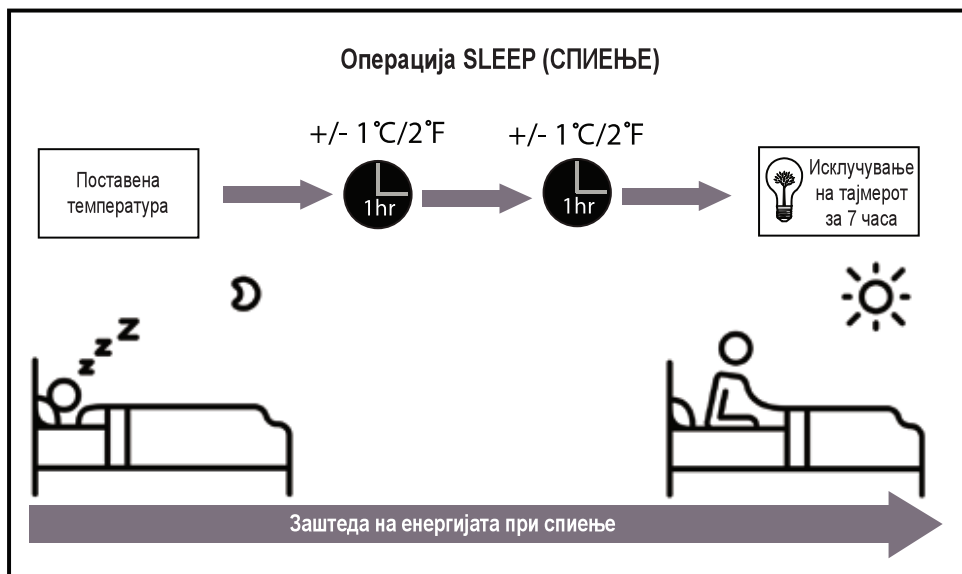 Операција SLEEP (СПИЕЊЕ)
+/- 1°C/2°F
+/- 1°C/2°F
Поставена
температура
1hr
1hr
Исклучување
на тајмерот
за 7 часа
z z Z
Заштеда на енергијата при спиење